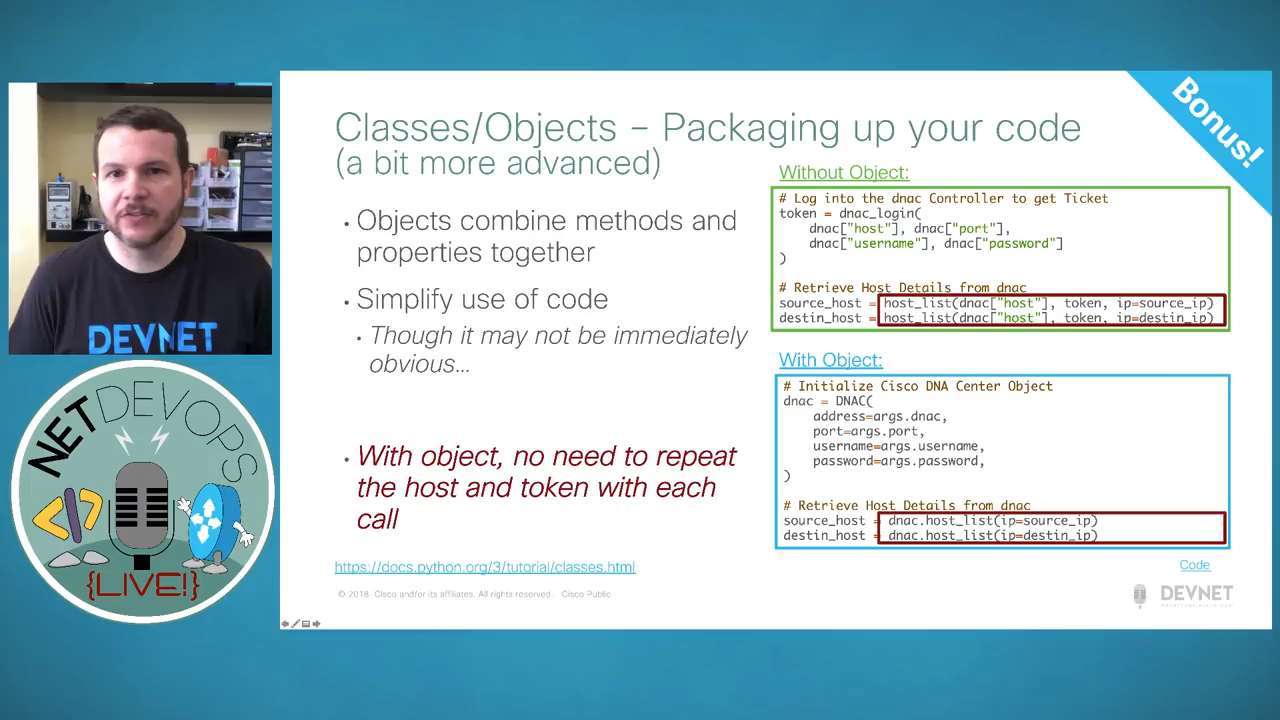 Bonus!
Classes/Objects – Packaging up your code
(a bit more advanced)
• Objects combine methods and
properties together
• Simplify use of code
• Though it may not be immediately
obvious...
• With object, no need to repeat
the host and token with each
call
https://docs.python.org/3/tutorial/classes.html
© 2018 Cisco and/or its affiliates. All rights reserved. Cisco Public
Without Object:
# Log into the dnac Controller to get Ticket
token = dnac_login(
dnac["host"], dnac["port"],
dnac["username"], dnac["password"]
)
# Retrieve Host Details from dnac
source_host = host_list(dnac["host"], token, ip=source_ip)
destin_host = host_list(dnac["host"], token, ip=destin_ip)
With Object:
# Initialize Cisco DNA Center Object
dnac = DNAC(
address=args.dnac,
port=args.port,
username=args.username,
password=args.password,
)
# Retrieve Host Details from dnac
source_host = dnac.host_list(ip=source_ip)
destin_host = dnac.host_list(ip=destin_ip)
Code
DEVNET
DEVNET
NETDEVOPS
{LIVE!}